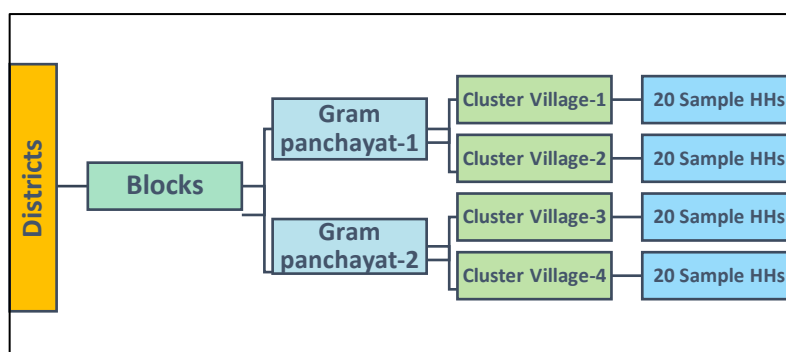 Districts
Blocks
Gram
panchayat-1
Gram
panchayat-2
Cluster Village-1
Cluster Village-2
Cluster Village-3
Cluster Village-4
20 Sample HHs
20 Sample HHs
20 Sample HHs
20 Sample HHs